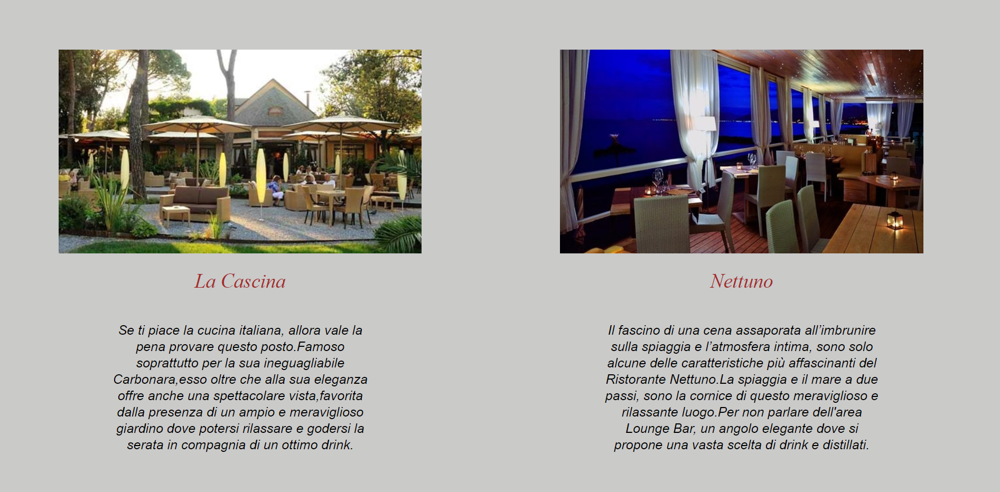 La Cascina
Se ti piace la cucina italiana, allora vale la
pena provare questo posto.Famoso
soprattutto per la sua ineguagliabile
Carbonara,esso oltre che alla sua eleganza
offre anche una spettacolare vista,favorita
dalla presenza di un ampio e meraviglioso
giardino dove potersi rilassare e godersi la
serata in compagnia di un ottimo drink.
Nettuno
Il fascino di una cena assaporata all’imbrunire
sulla spiaggia e l’atmosfera intima, sono solo
alcune delle caratteristiche più affascinanti del
Ristorante Nettuno.La spiaggia e il mare a due
passi, sono la cornice di questo meraviglioso e
rilassante luogo.Per non parlare dell'area
Lounge Bar, un angolo elegante dove si
propone una vasta scelta di drink e distillati.